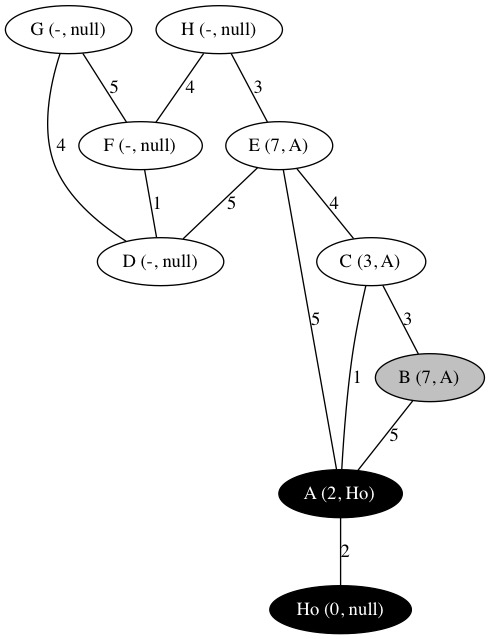 G (-, null) H (-, null)
5 4 3
F (-, null) E (7, A)
4 1 5 4
D (-, null) C (3, A)
5 1 3
B (7, A)
5
A (2, Ho)
2
Ho (0, null)